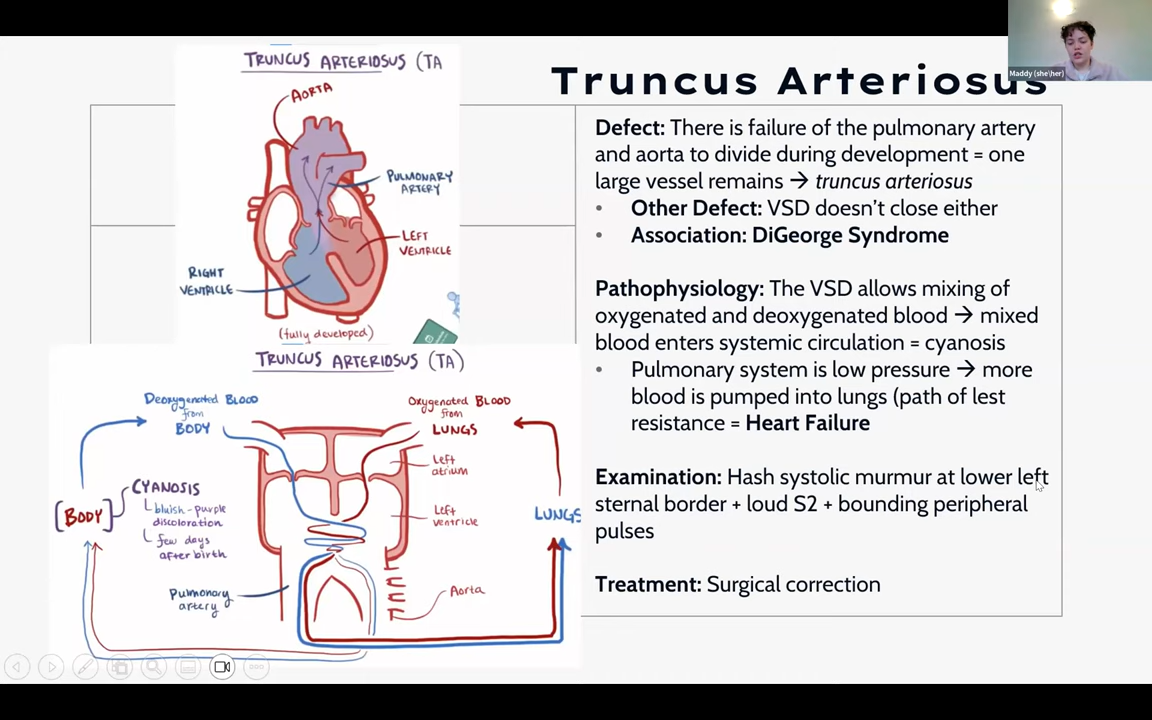 Maddy (she\her)
Truncus Arteriosus
TRUNCUS ARTERIOSUS (TA
AORTA
PULMONARY
ARTERY
LEFT
VENTRICLE
RIGHT
VENTRICLE
(fully developed)
TRUNCUS ARTERIOSUS (TA)
Deoxygenated BLOOD
from
BODY
Oxygenated BLOOD
from
LUNGS
Left
atrium
CYANOSIS
bluish-purple
discoloration
few days
after birth
[BODY]
Left
ventricle
LUNGS
Pulmonary
artery
Aorta
Defect: There is failure of the pulmonary artery
and aorta to divide during development = one
large vessel remains → truncus arteriosus
• Other Defect: VSD doesn't close either
• Association: DiGeorge Syndrome
Pathophysiology: The VSD allows mixing of
oxygenated and deoxygenated blood → mixed
blood enters systemic circulation = cyanosis
• Pulmonary system is low pressure → more
blood is pumped into lungs (path of lest
resistance = Heart Failure
Examination: Hash systolic murmur at lower left
sternal border + loud S2 + bounding peripheral
pulses
Treatment: Surgical correction